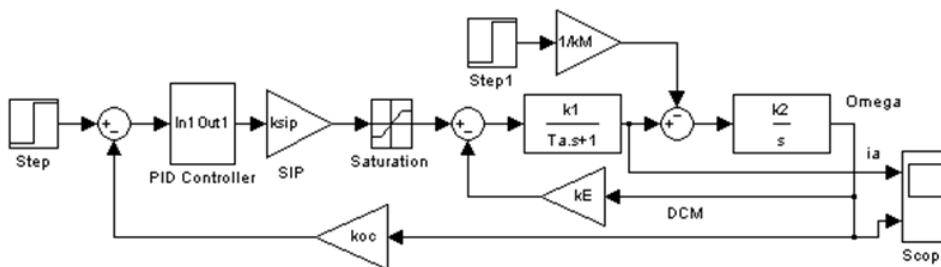 1/kM
Step1
Step
+
−
In1 Out1
PID Controller
ksip
SIP
Saturation
+
−
k1
Ta.s+1
−
+
k2
s
Omega
ia
kE
DCM
koc
Scop